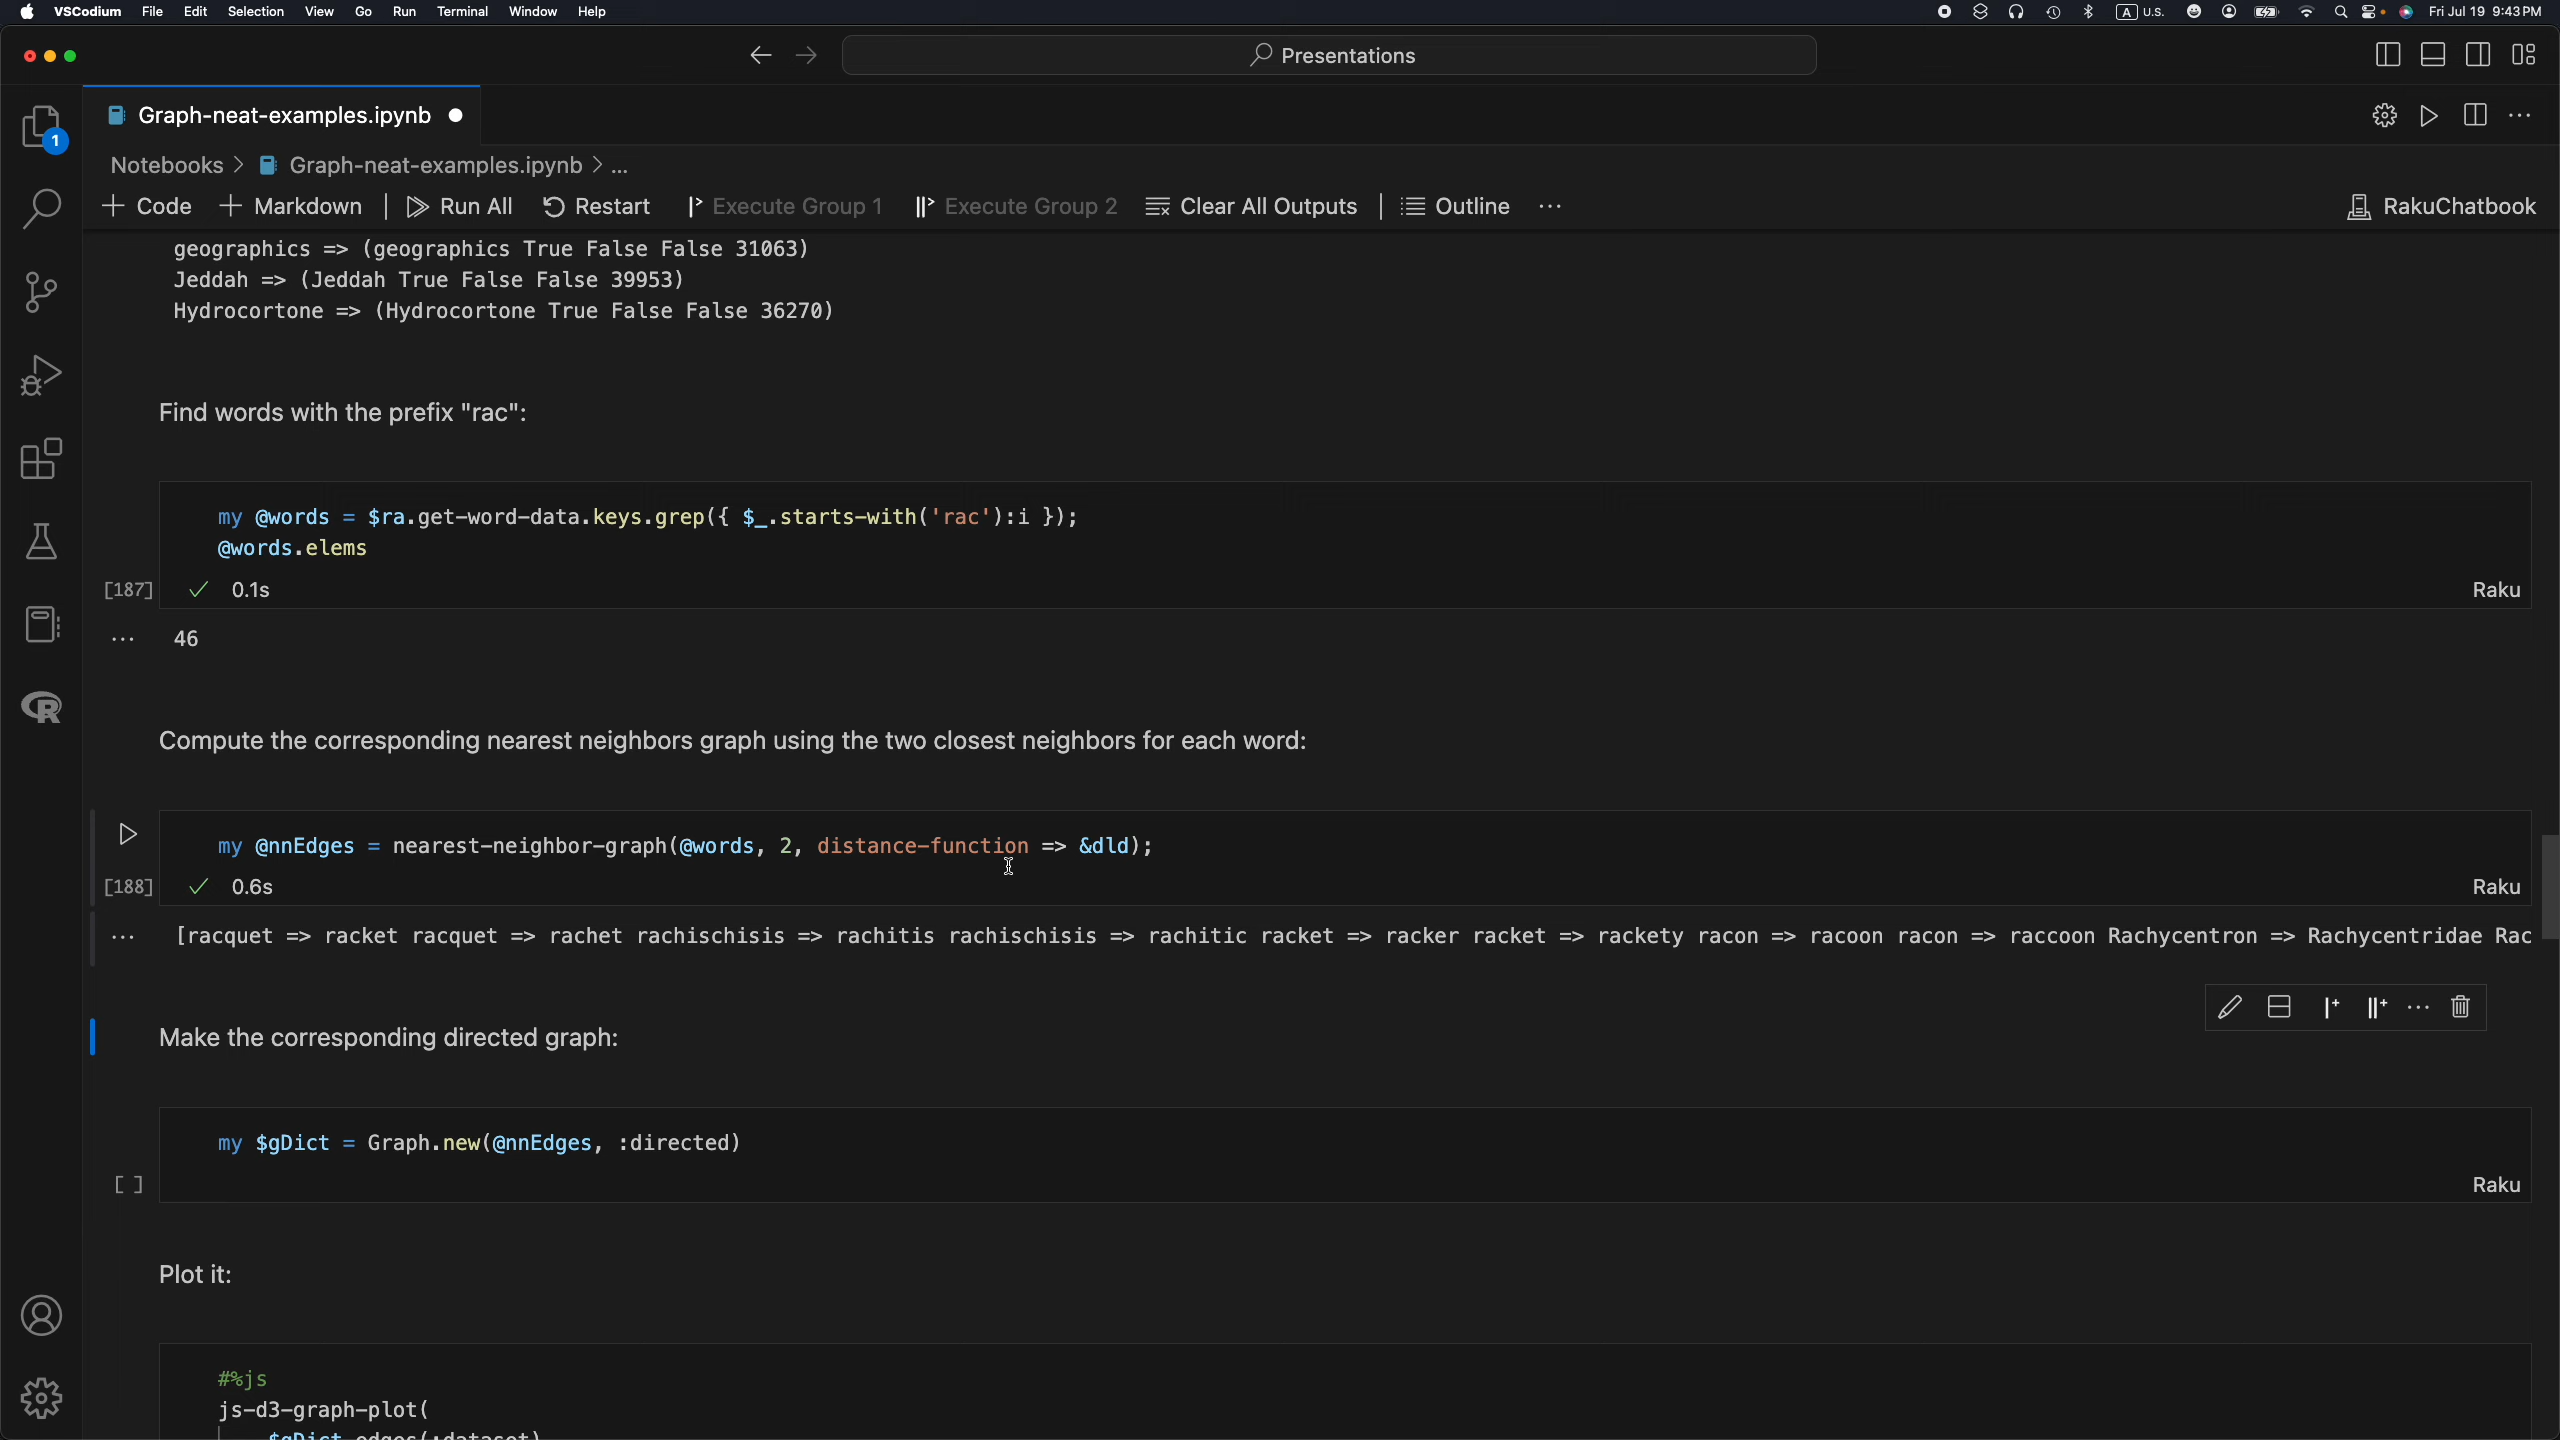 VSCodium File Edit Selection View Go Run Terminal Window Help A U.S. Fri Jul 19 9:43 PM
Presentations
1
Graph-neat-examples.ipynb
Notebooks > Graph-neat-examples.ipynb > ...
+ Code + Markdown | Run All Restart Execute Group 1 Execute Group 2 Clear All Outputs | Outline ... RakuChatbook
geographics => (geographics True False False 31063)
Jeddah => (Jeddah True False False 39953)
Hydrocortone => (Hydrocortone True False False 36270)
Find words with the prefix "rac":
my @words = $ra.get-word-data.keys.grep({ $_.starts-with('rac'):i });
@words.elems
[187] ✓ 0.1s Raku
... 46
Compute the corresponding nearest neighbors graph using the two closest neighbors for each word:
my @nnEdges = nearest-neighbor-graph(@words, 2, distance-function => &dld);
[188] ✓ 0.6s Raku
... [racquet => racket racquet => rachet rachischisis => rachitis rachischisis => rachitic racket => racker racket => rackety racon => racoon racon => raccoon Rachycentron => Rachycentridae Rac
Make the corresponding directed graph:
my $gDict = Graph.new(@nnEdges, :directed)
[ ] Raku
Plot it:
#%js
js-d3-graph-plot(
$gDict.edges(:dataset)